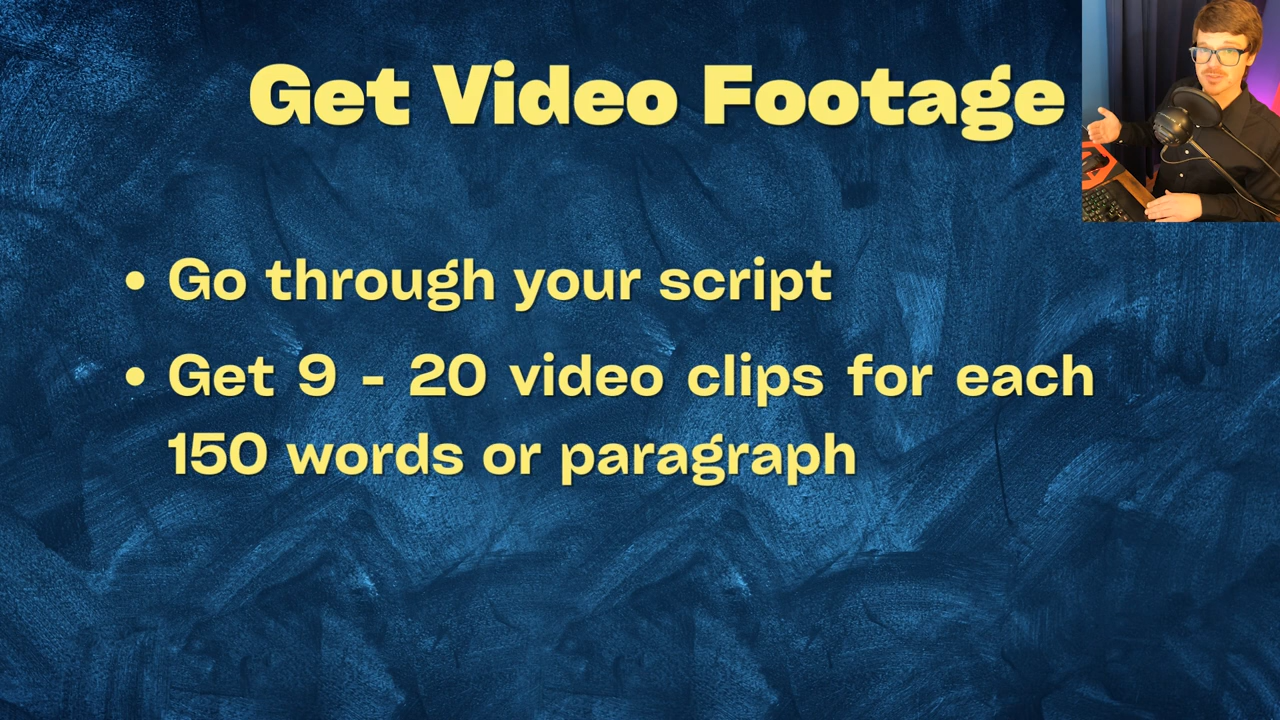 Get Video Footage
• Go through your script
• Get 9 - 20 video clips for each
150 words or paragraph